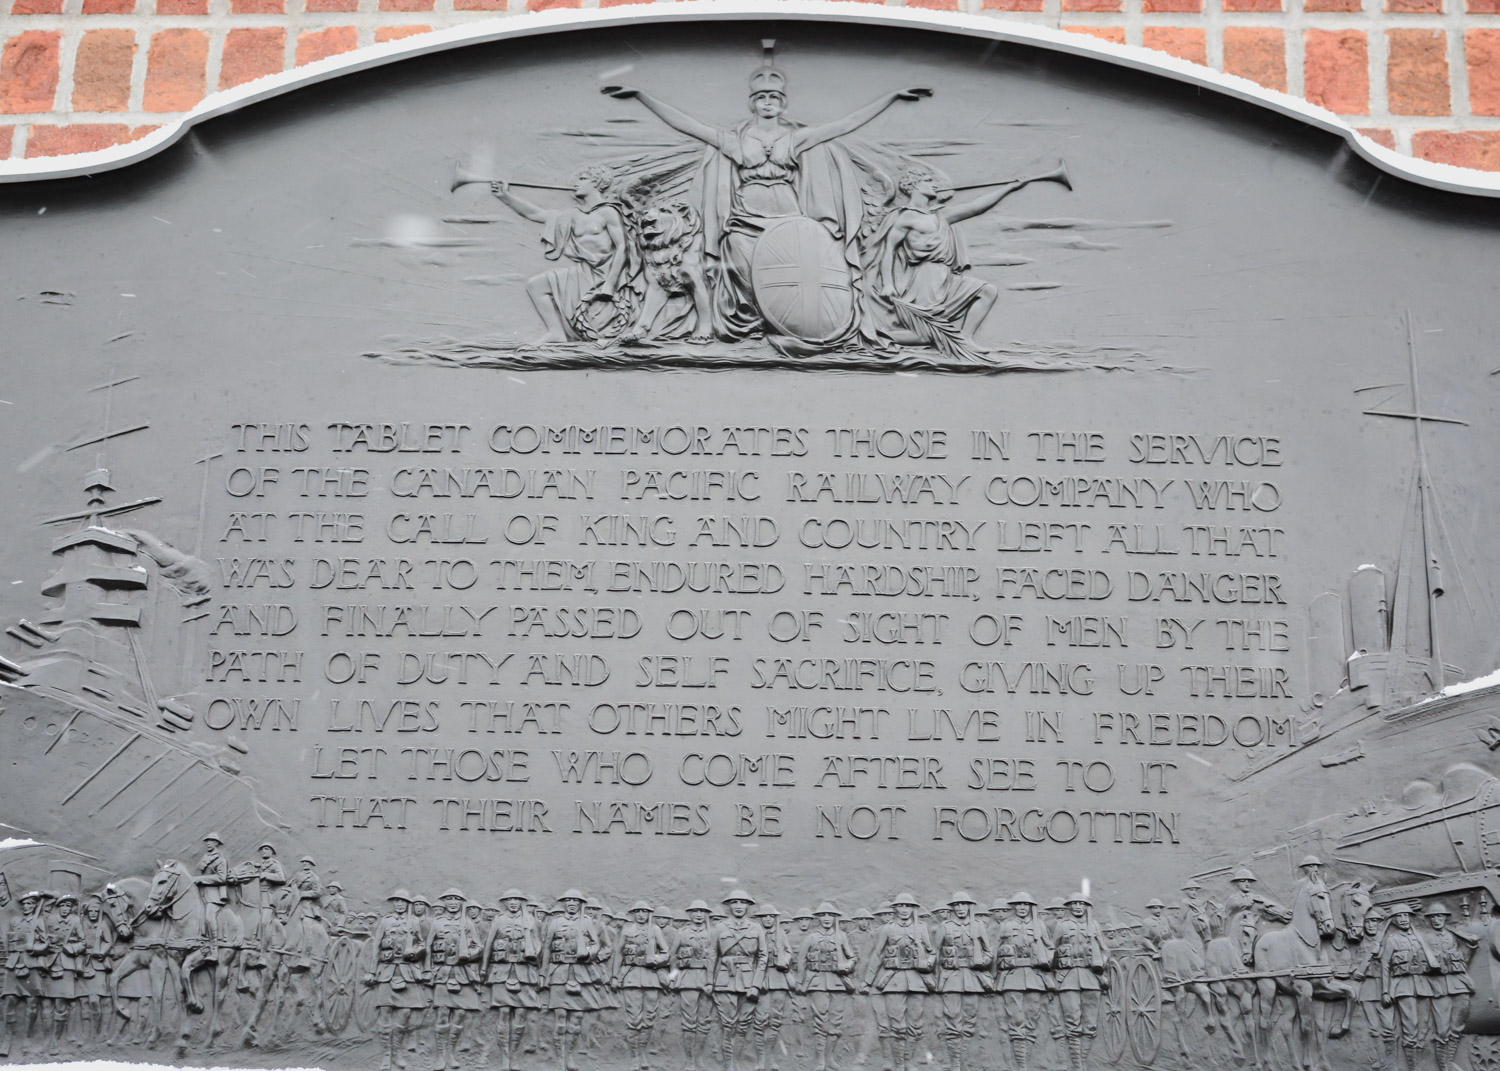 THIS TABLET COMMEMORATES THOSE IN THE SERVICE
OF THE CANADIAN PACIFIC RAILWAY COMPANY WHO
AT THE CALL OF KING AND COUNTRY LEFT ALL THAT
WAS DEAR TO THEM, ENDURED HARDSHIP, FACED DANGER
AND FINALLY PASSED OUT OF SIGHT OF MEN BY THE
PATH OF DUTY AND SELF SACRIFICE, GIVING UP THEIR
OWN LIVES THAT OTHERS MIGHT LIVE IN FREEDOM
LET THOSE WHO COME AFTER SEE TO IT
THAT THEIR NAMES BE NOT FORGOTTEN